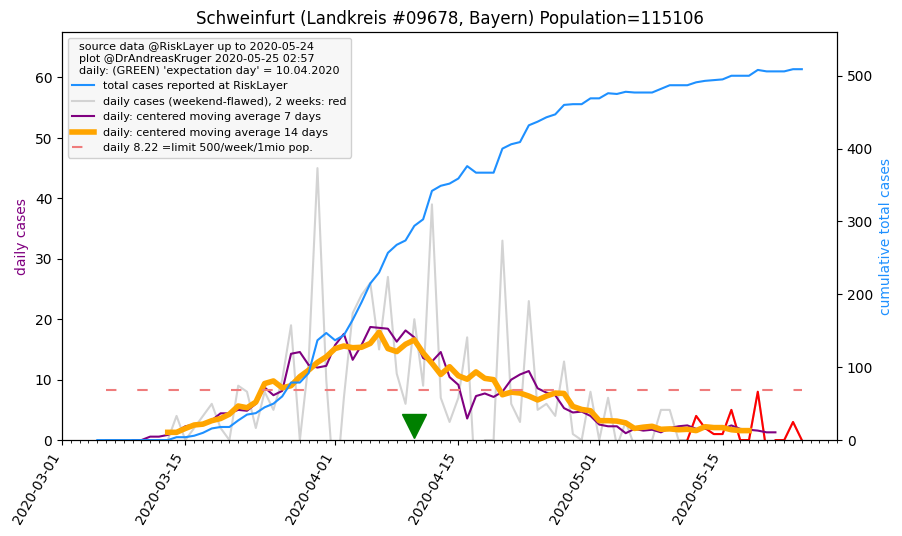 Schweinfurt (Landkreis #09678, Bayern) Population=115106
source data @RiskLayer up to 2020-05-24
plot @DrAndreasKruger 2020-05-25 02:57
daily: (GREEN) 'expectation day' = 10.04.2020
total cases reported at RiskLayer
daily cases (weekend-flawed), 2 weeks: red
daily: centered moving average 7 days
daily: centered moving average 14 days
daily 8.22 =limit 500/week/1mio pop.
daily cases
60
50
40
30
20
10
0
cumulative total cases
500
400
300
200
100
0
2020-03-01
2020-03-15
2020-04-01
2020-04-15
2020-05-01
2020-05-15